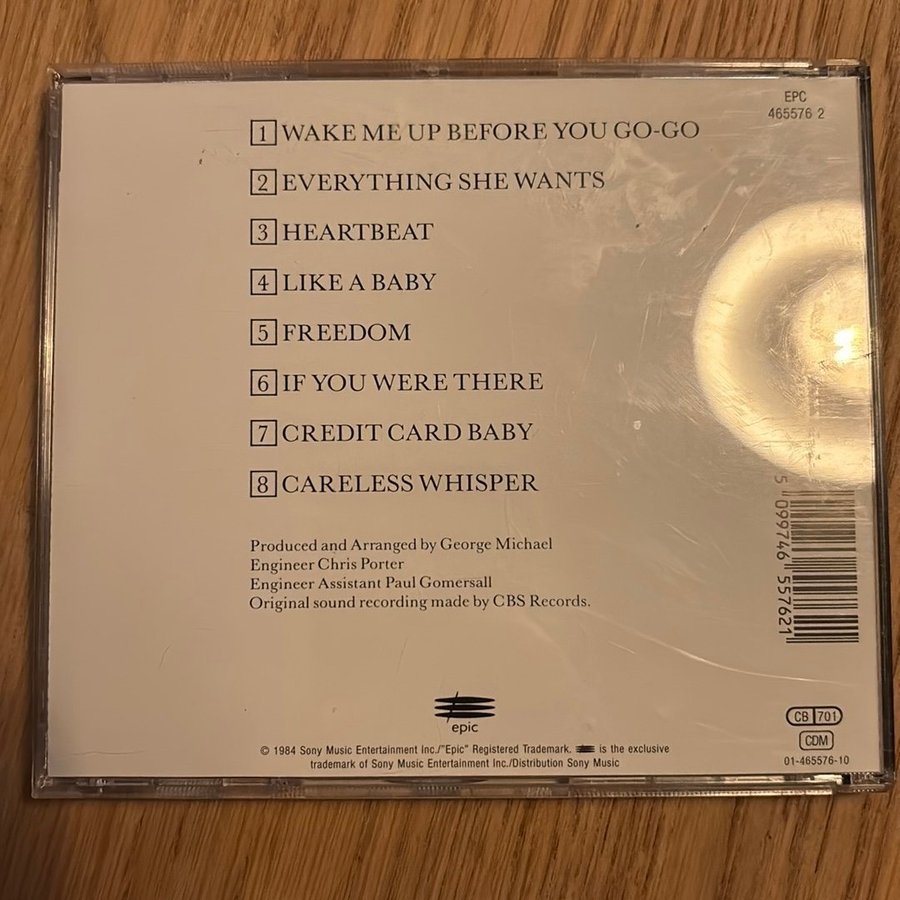 EPC
465576 2
1 WAKE ME UP BEFORE YOU GO-GO
2 EVERYTHING SHE WANTS
3 HEARTBEAT
4 LIKE A BABY
5 FREEDOM
6 IF YOU WERE THERE
7 CREDIT CARD BABY
8 CARELESS WHISPER
Produced and Arranged by George Michael
Engineer Chris Porter
Engineer Assistant Paul Gomersall
Original sound recording made by CBS Records.
5 099746 557621
epic
CB 701
CDM
01-465576-10
© 1984 Sony Music Entertainment Inc./"Epic" Registered Trademark. is the exclusive
trademark of Sony Music Entertainment Inc./Distribution Sony Music